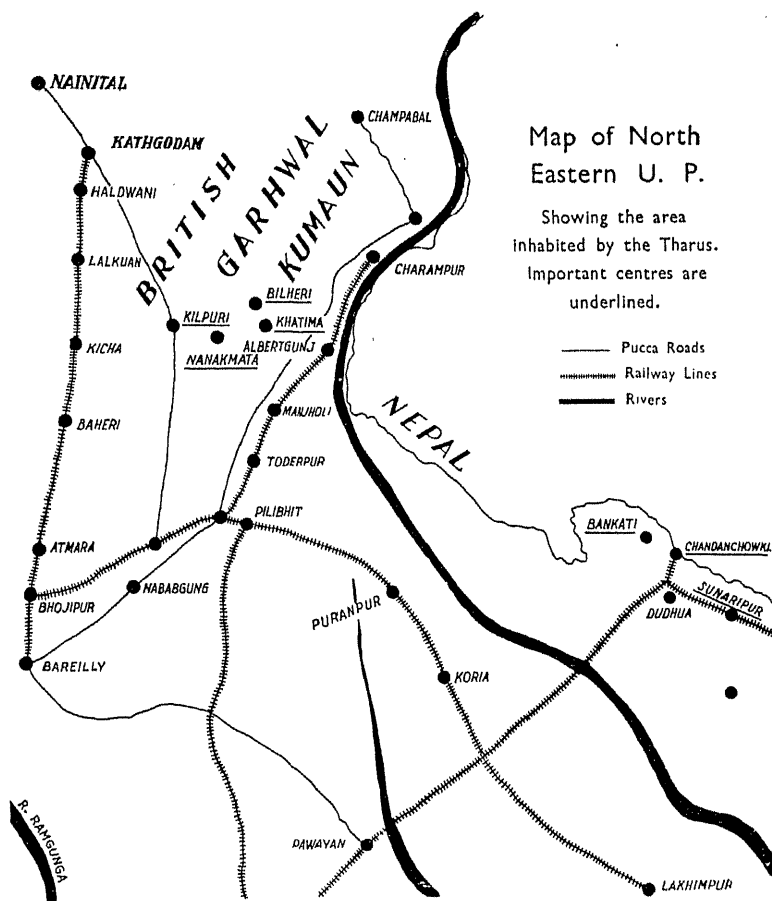 NAINITAL
KATHGODAM
HALDWANI
LALKUAN
KICHA
BAHERI
ATMARA
BHOJIPUR
BAREILLY
BRITISH
GARHWAL
KUMAUN
CHAMPABAL
CHARAMPUR
BILHERI
KILPURI
KHATIMA
NANAKMATA
ALBERTGUNJ
MANJHOLI
TODERPUR
PILIBHIT
NABABGUNG
PURANPUR
KORIA
PAWAYAN
LAKHIMPUR
R. RAMGUNGA
NEPAL
BANKATI
CHANDANCHOWKI
SUNARIPUR
DUDHUA
Map of North
Eastern U. P.
Showing the area
inhabited by the Tharus.
Important centres are
underlined.
Pucca Roads
Railway Lines
Rivers